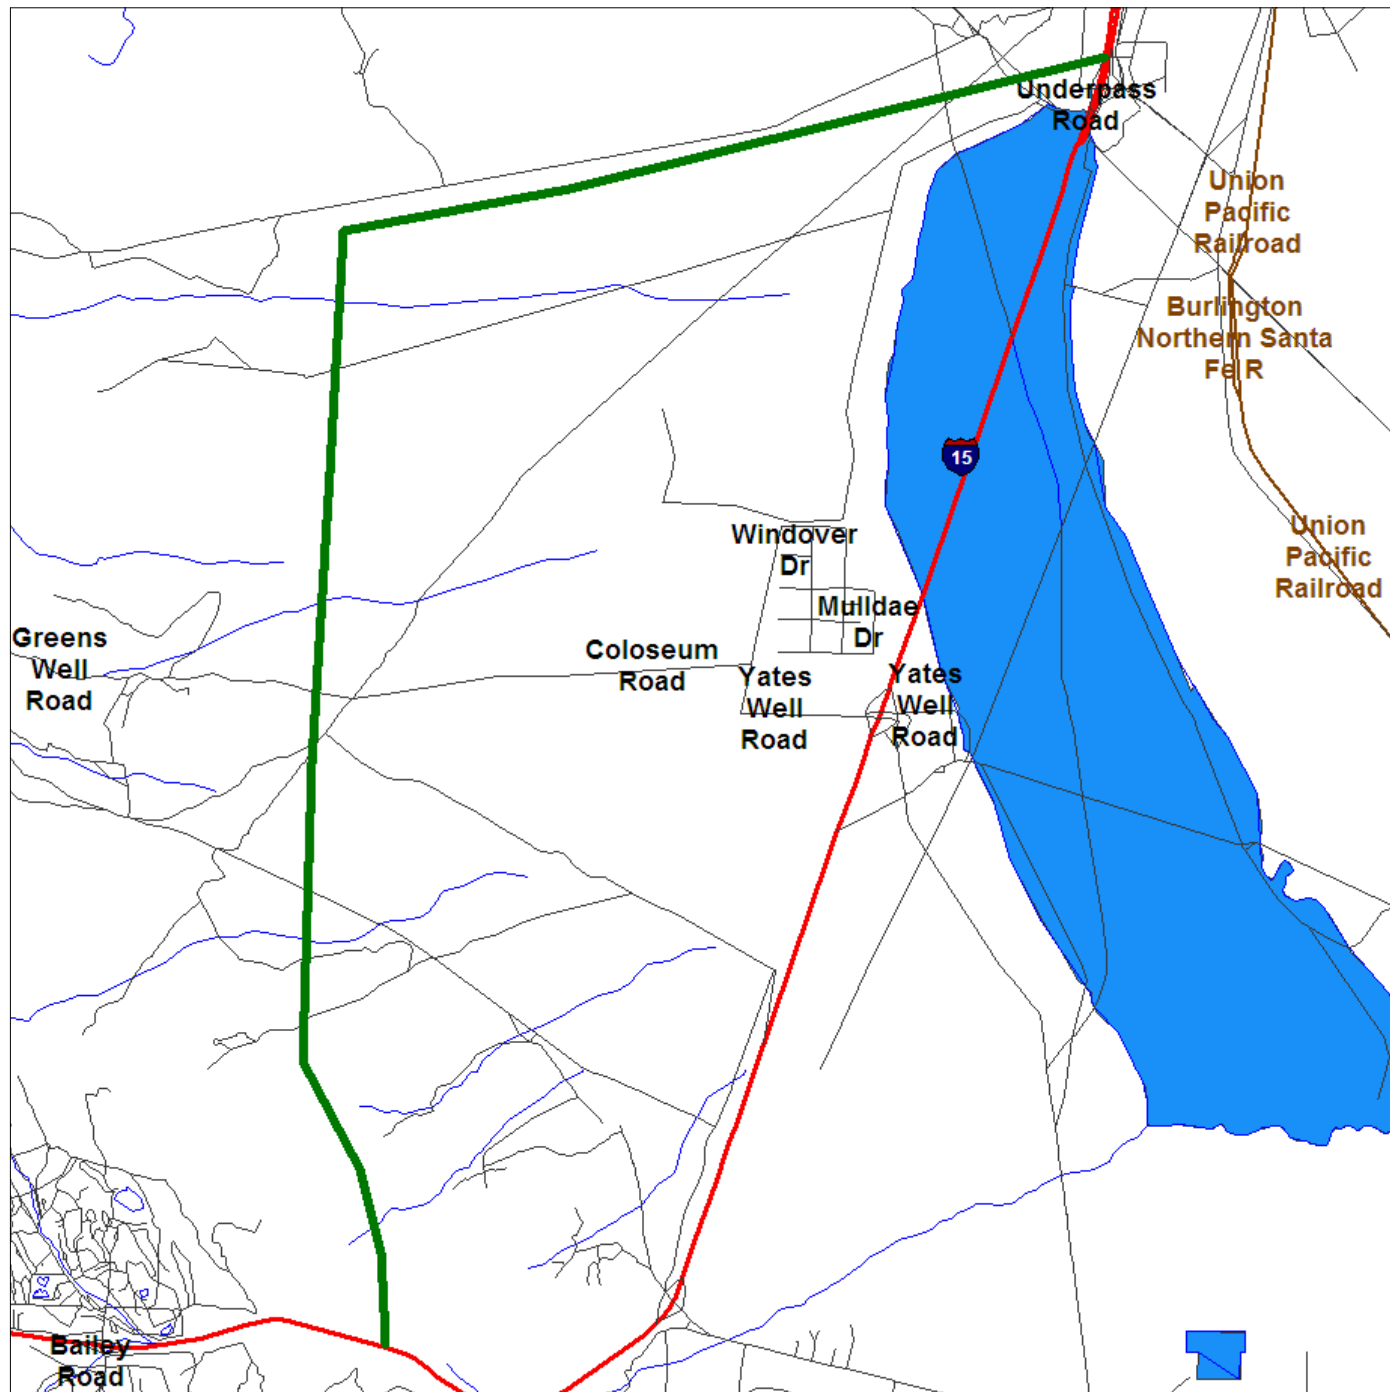 Underpass
Road
Union
Pacific
Railroad
Burlington
Northern Santa
Fe R
15
Union
Pacific
Railroad
Windover
Dr
Mulldae
Dr
Greens
Well
Road
Coloseum
Road
Yates
Well
Road
Yates
Well
Road
Bailey
Road